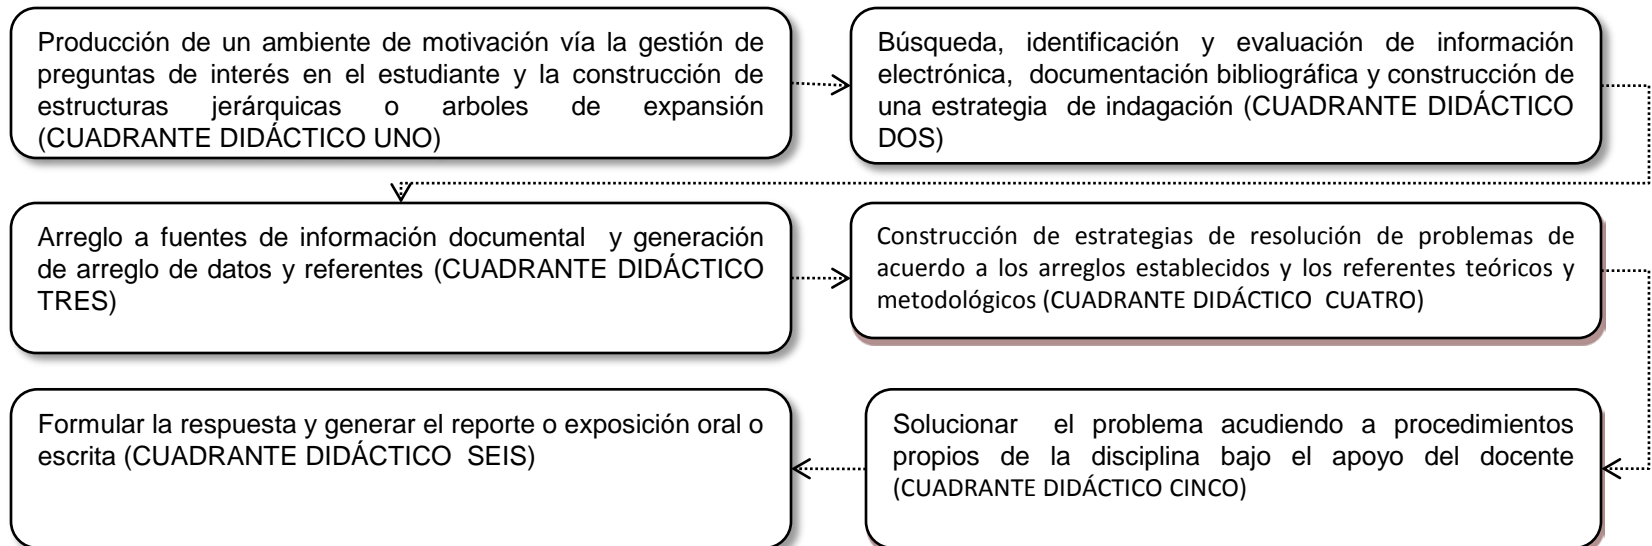 Producción de un ambiente de motivación vía la gestión de
preguntas de interés en el estudiante y la construcción de
estructuras jerárquicas o arboles de expansión
(CUADRANTE DIDÁCTICO UNO)
Búsqueda, identificación y evaluación de información
electrónica, documentación bibliográfica y construcción de
una estrategia de indagación (CUADRANTE DIDÁCTICO
DOS)
Arreglo a fuentes de información documental y generación
de arreglo de datos y referentes (CUADRANTE DIDÁCTICO
TRES)
Construcción de estrategias de resolución de problemas de
acuerdo a los arreglos establecidos y los referentes teóricos y
metodológicos (CUADRANTE DIDÁCTICO CUATRO)
Solucionar el problema acudiendo a procedimientos
propios de la disciplina bajo el apoyo del docente
(CUADRANTE DIDÁCTICO CINCO)
Formular la respuesta y generar el reporte o exposición oral o
escrita (CUADRANTE DIDÁCTICO SEIS)